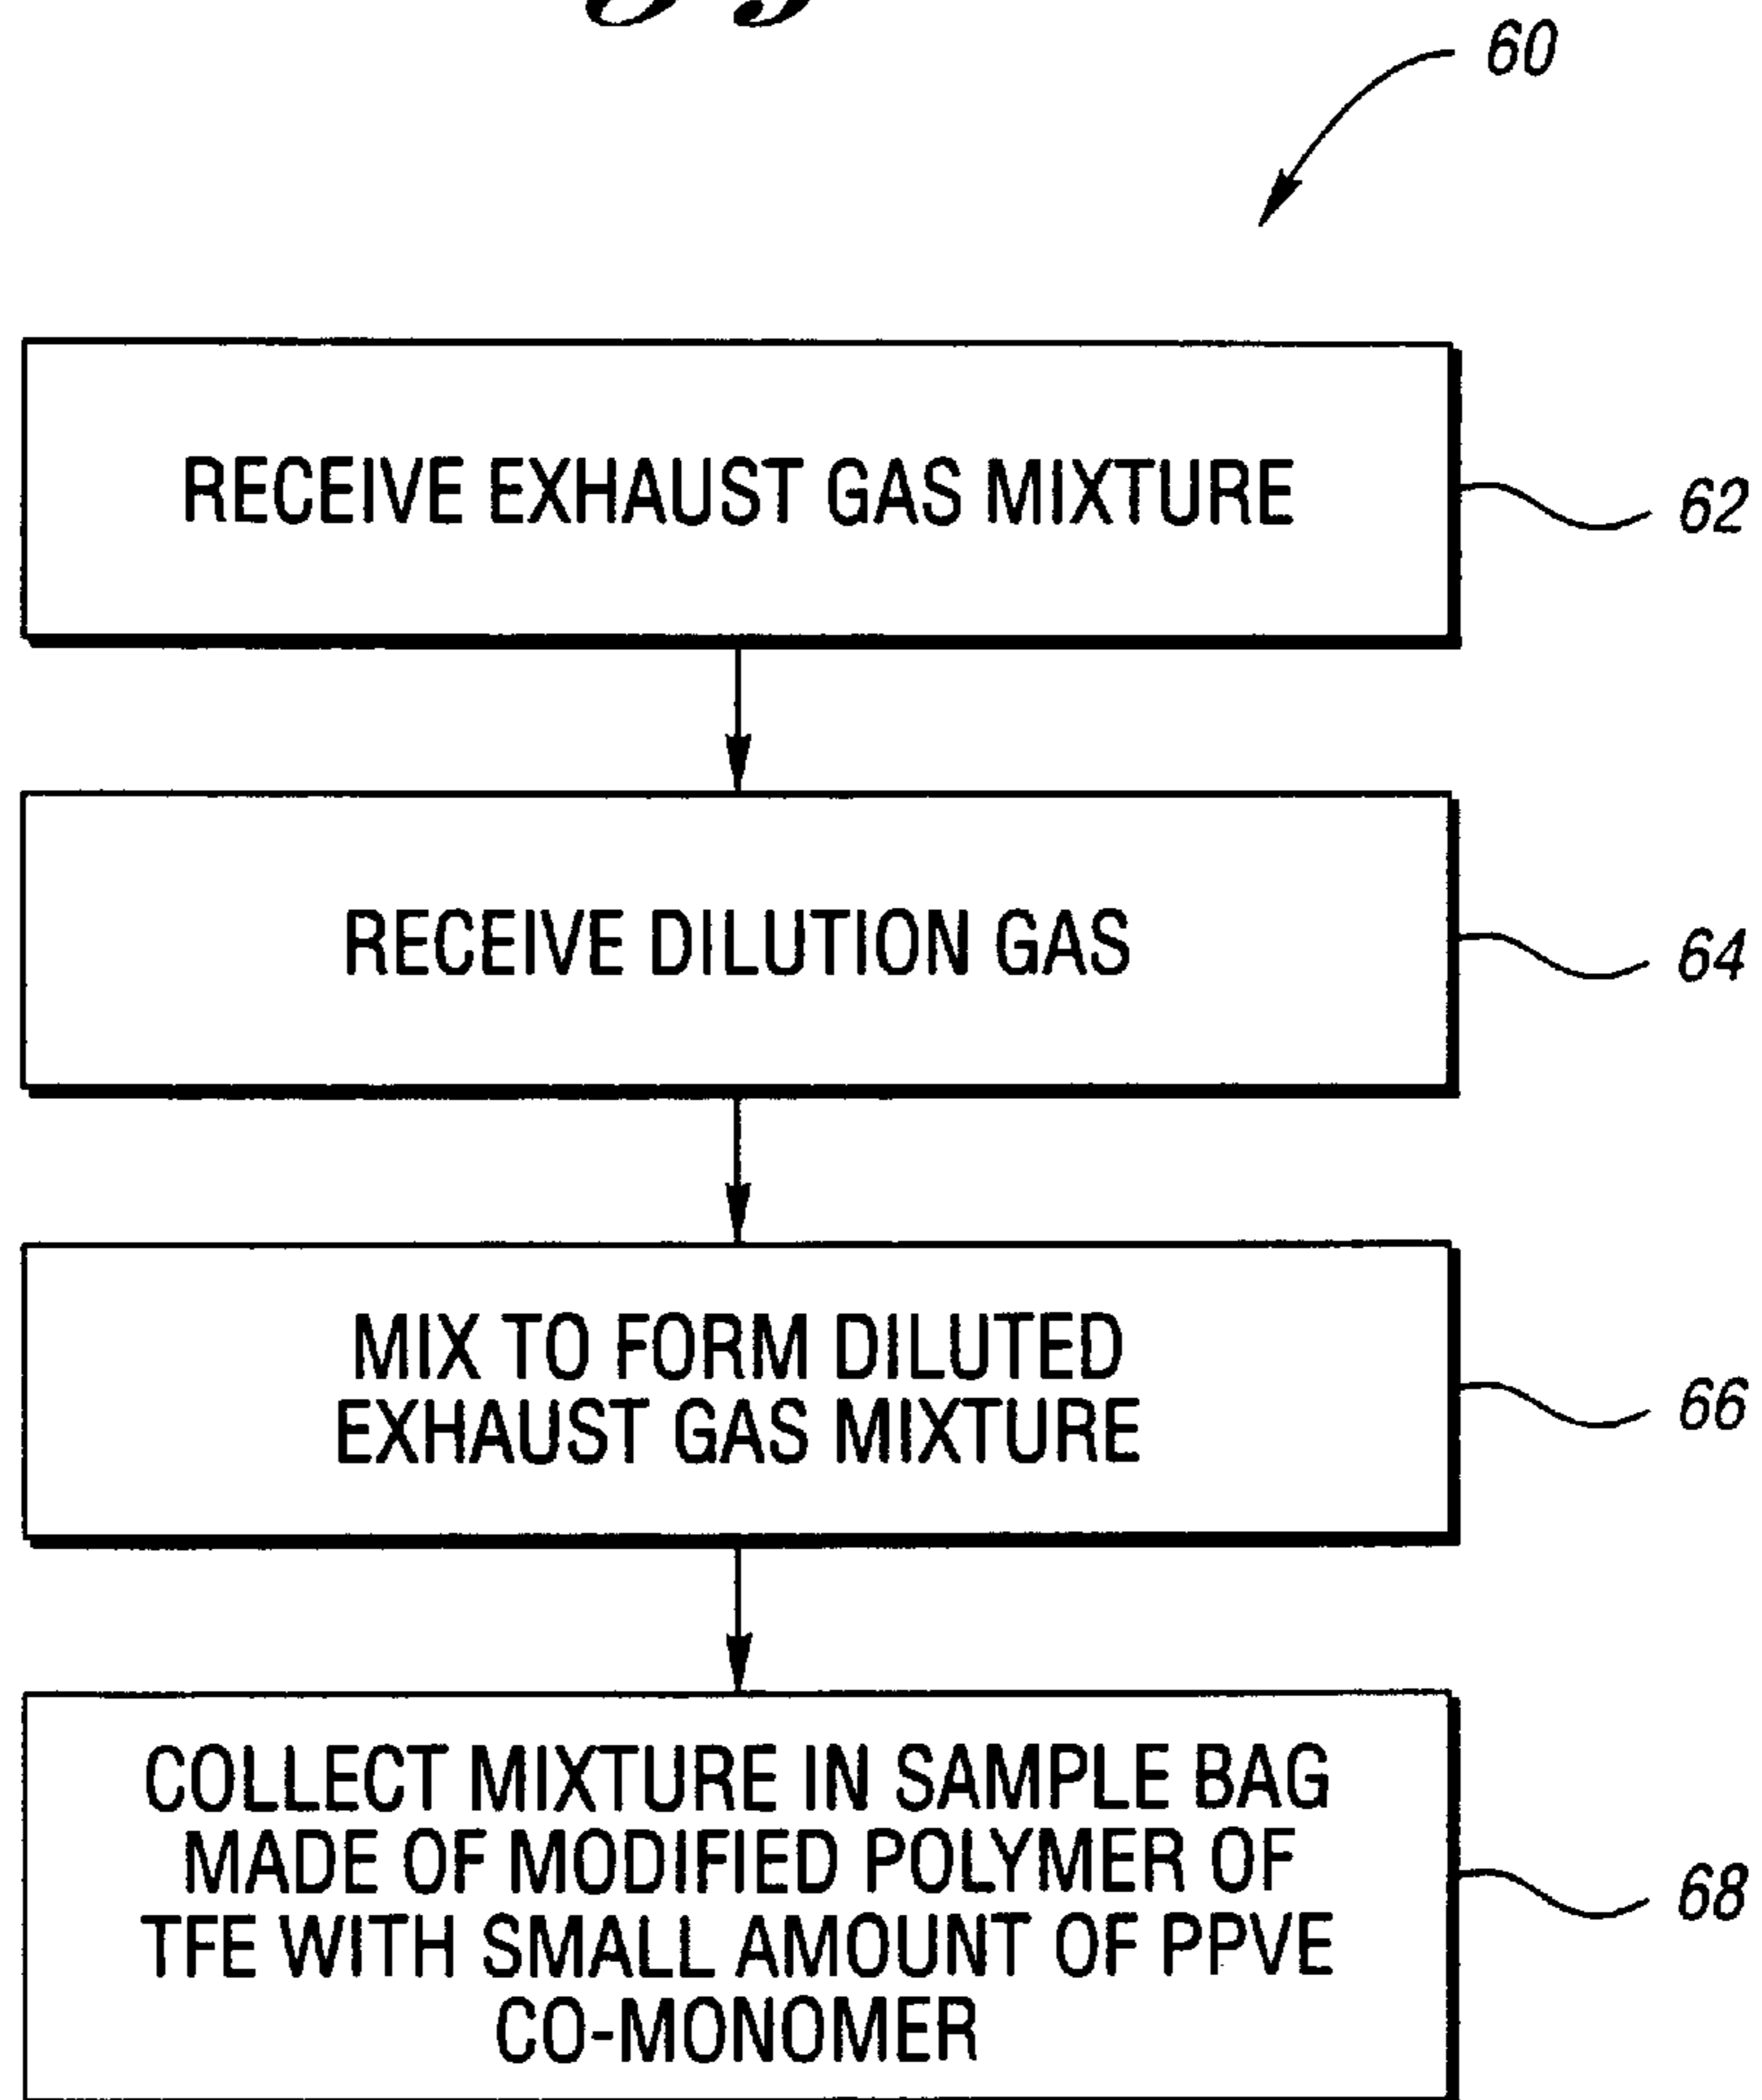 60
RECEIVE EXHAUST GAS MIXTURE
62
RECEIVE DILUTION GAS
64
MIX TO FORM DILUTED
EXHAUST GAS MIXTURE
66
COLLECT MIXTURE IN SAMPLE BAG
MADE OF MODIFIED POLYMER OF
TFE WITH SMALL AMOUNT OF PPVE
CO-MONOMER
68